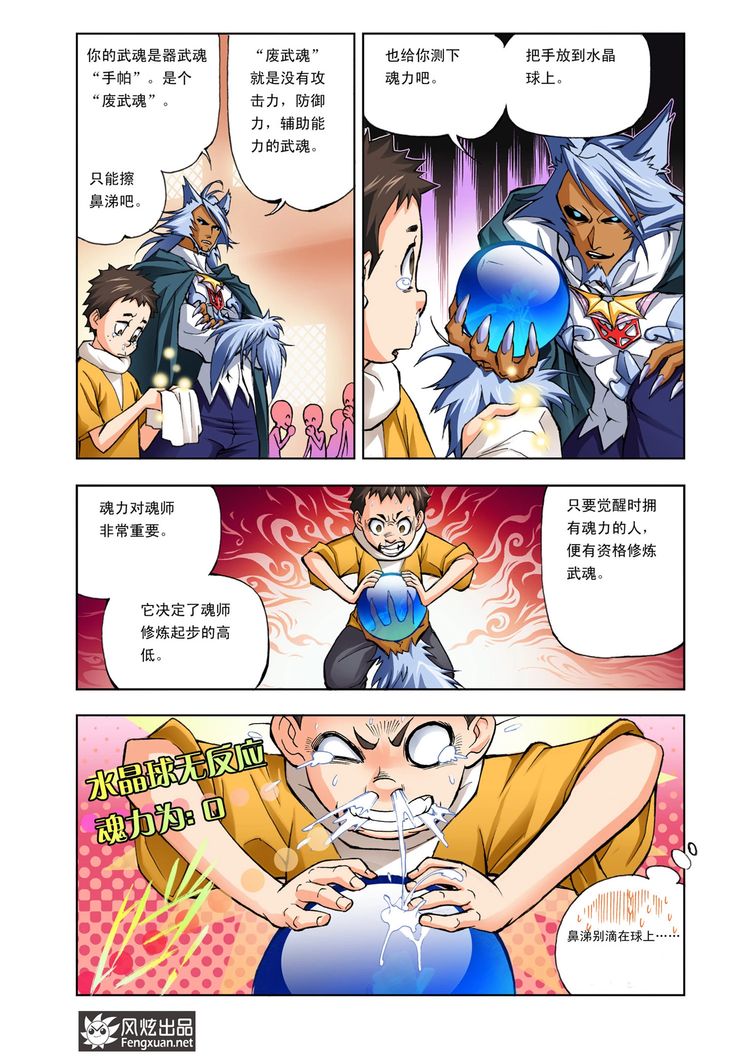 你的武魂是器武魂
“手帕”。是个
“废武魂”。
只能擦
鼻涕吧。
“废武魂”
就是没有攻
击力，防御
力，辅助能
力的武魂。
也给你测下
魂力吧。
把手放到水晶
球上。
魂力对魂师
非常重要。
它决定了魂师
修炼起步的高
低。
只要觉醒时拥
有魂力的人，
便有资格修炼
武魂。
水晶球无反应
魂力为：0
鼻涕别滴在球上……
风炫出品
Fengxuan.net